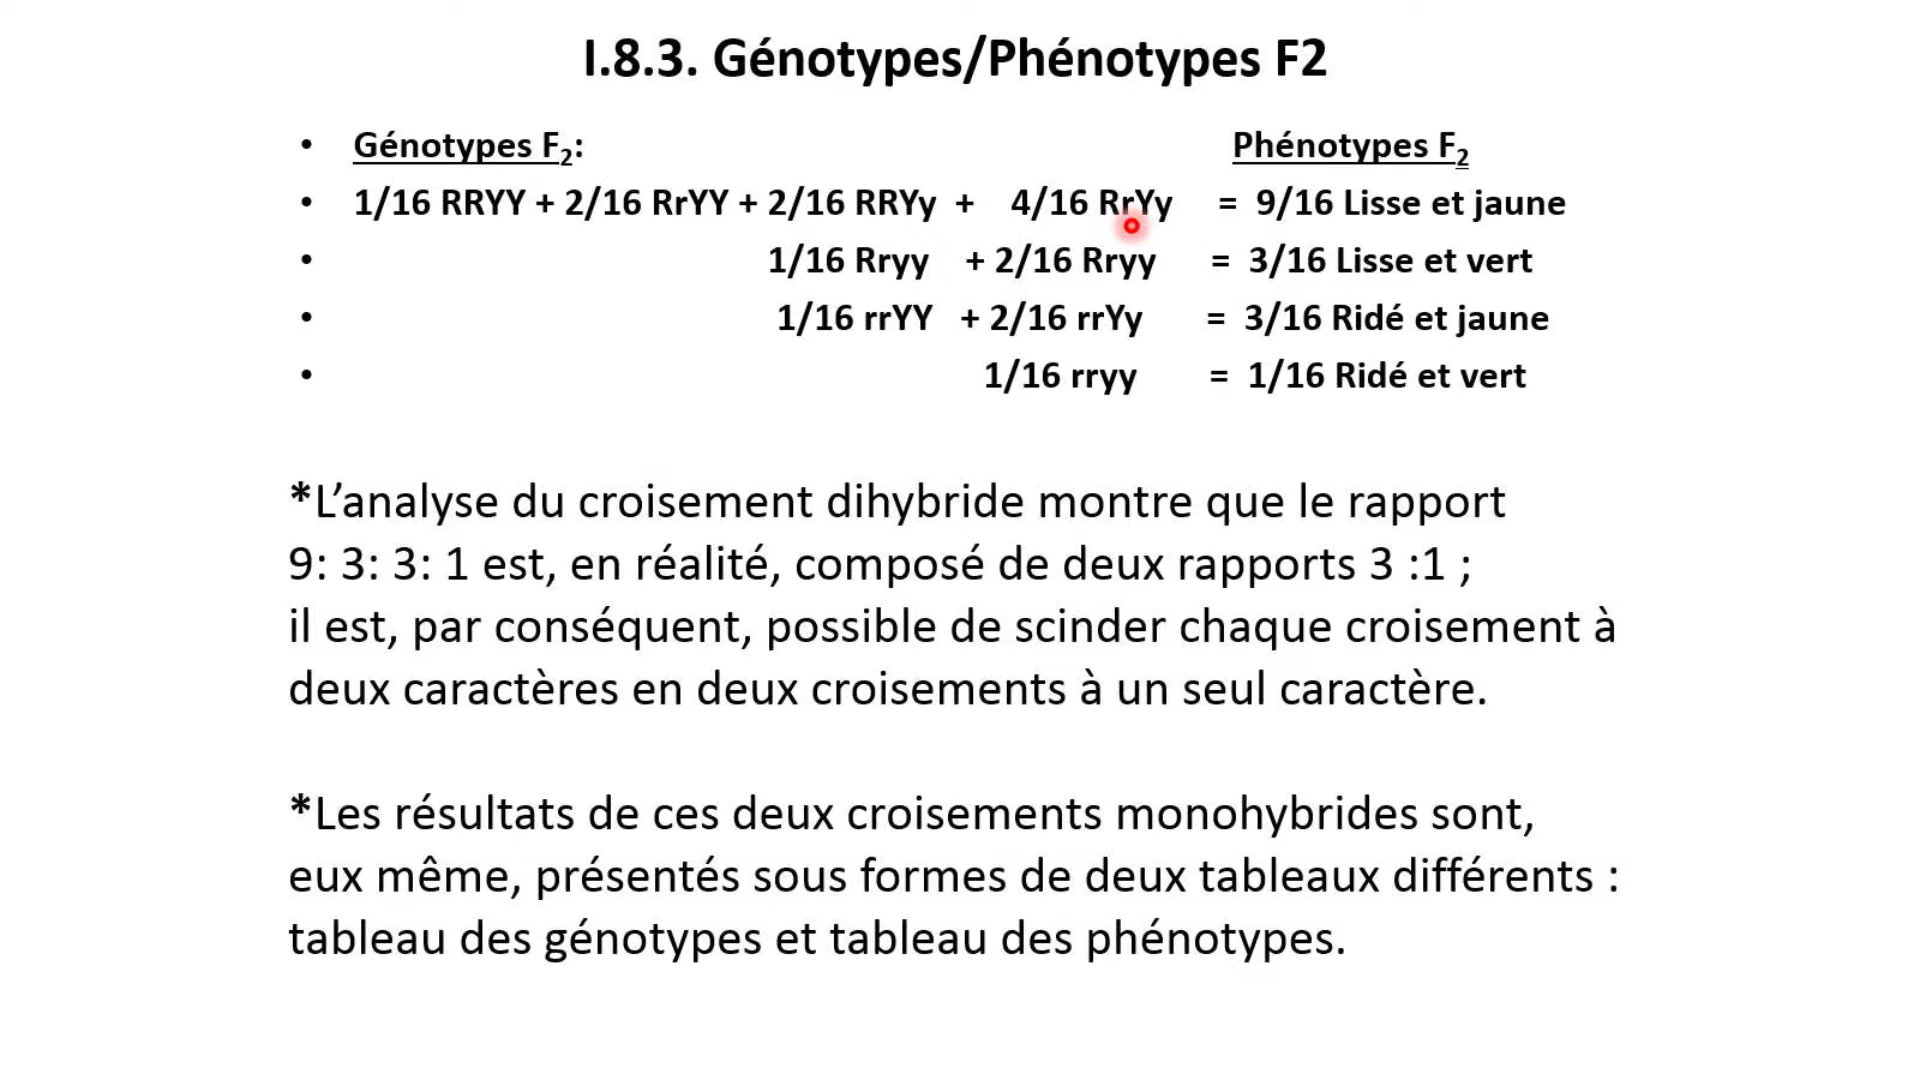 I.8.3. Génotypes/Phénotypes F2
• Génotypes F2: Phénotypes F2
• 1/16 RRYY + 2/16 RrYY + 2/16 RRYy + 4/16 RrYy = 9/16 Lisse et jaune
• 1/16 Rryy + 2/16 Rryy = 3/16 Lisse et vert
• 1/16 rrYY + 2/16 rrYy = 3/16 Ridé et jaune
• 1/16 rryy = 1/16 Ridé et vert
*L’analyse du croisement dihybride montre que le rapport
9: 3: 3: 1 est, en réalité, composé de deux rapports 3 :1 ;
il est, par conséquent, possible de scinder chaque croisement à
deux caractères en deux croisements à un seul caractère.
*Les résultats de ces deux croisements monohybrides sont,
eux même, présentés sous formes de deux tableaux différents :
tableau des génotypes et tableau des phénotypes.